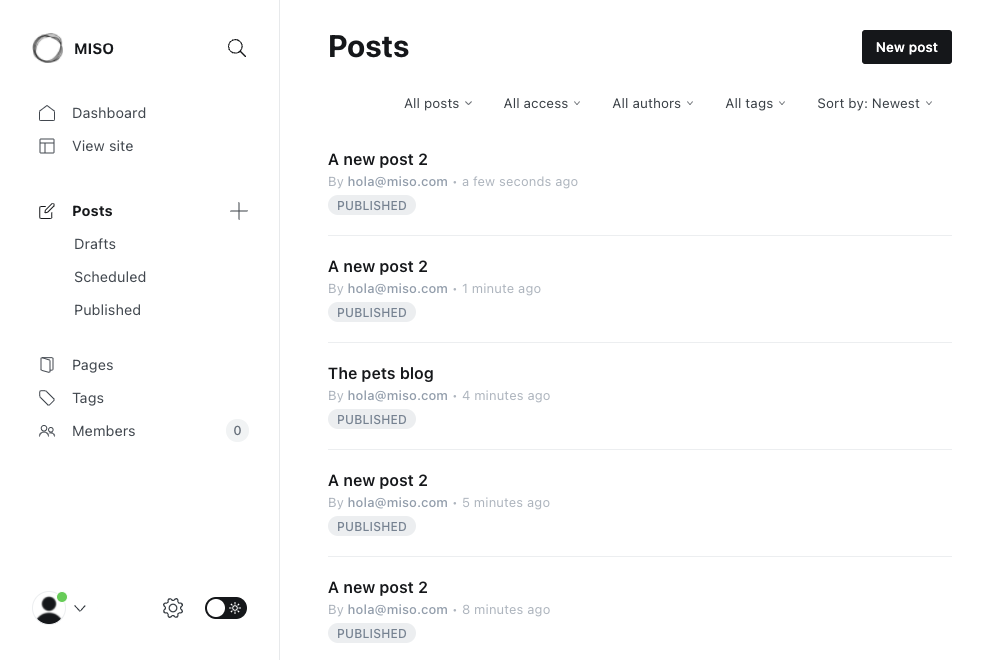 MISO
Dashboard
View site
Posts
Drafts
Scheduled
Published
Pages
Tags
Members 0
Posts
New post
All posts All access All authors All tags Sort by: Newest
A new post 2
By hola@miso.com • a few seconds ago
PUBLISHED
A new post 2
By hola@miso.com • 1 minute ago
PUBLISHED
The pets blog
By hola@miso.com • 4 minutes ago
PUBLISHED
A new post 2
By hola@miso.com • 5 minutes ago
PUBLISHED
A new post 2
By hola@miso.com • 8 minutes ago
PUBLISHED